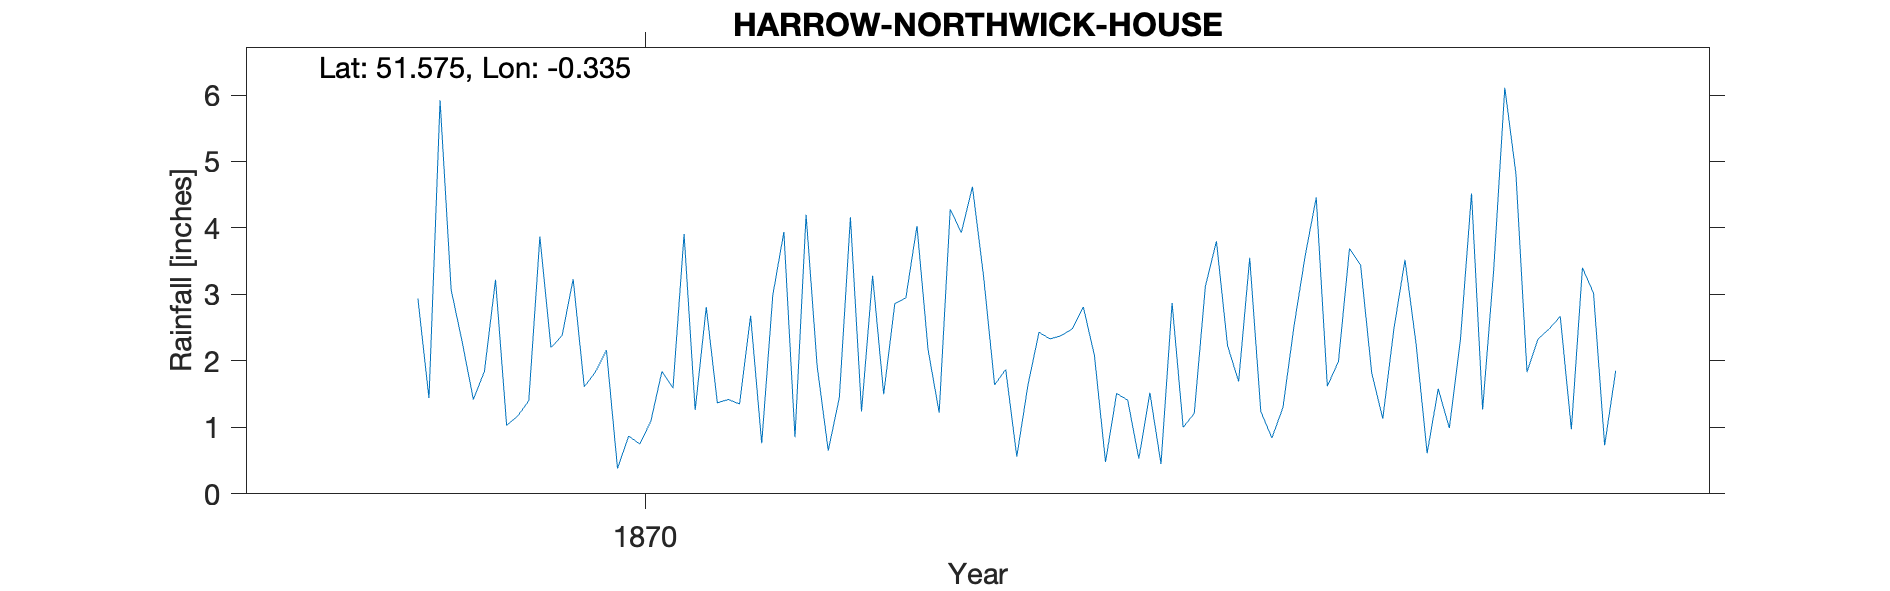 HARROW-NORTHWICK-HOUSE
Lat: 51.575, Lon: -0.335
Rainfall [inches]
6
5
4
3
2
1
0
1870
Year